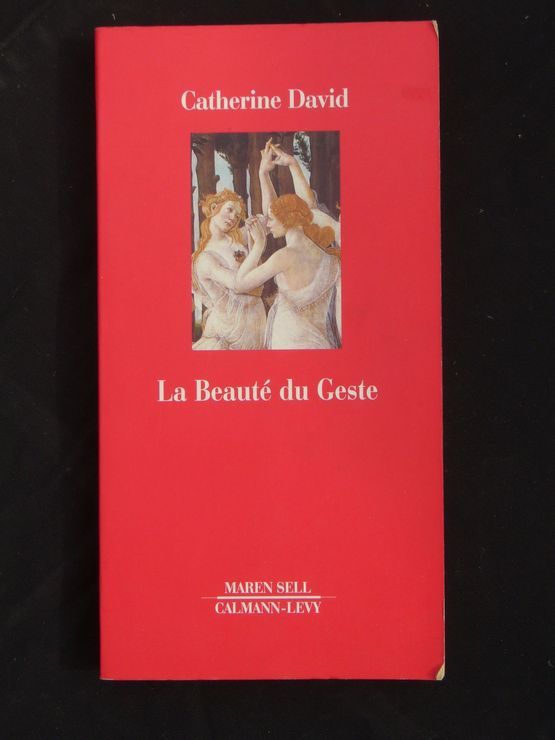 Catherine David
La Beauté du Geste
MAREN SELL
CALMANN-LEVY